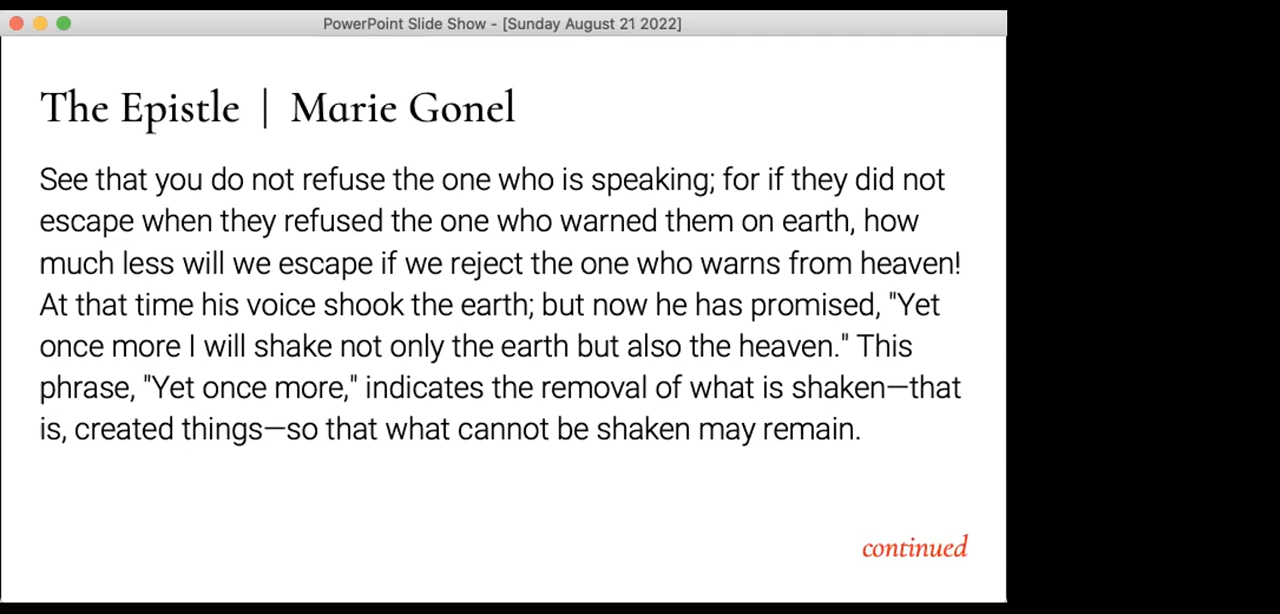 PowerPoint Slide Show - [Sunday August 21 2022]
The Epistle | Marie Gonel
See that you do not refuse the one who is speaking; for if they did not
escape when they refused the one who warned them on earth, how
much less will we escape if we reject the one who warns from heaven!
At that time his voice shook the earth; but now he has promised, "Yet
once more I will shake not only the earth but also the heaven." This
phrase, "Yet once more," indicates the removal of what is shaken—that
is, created things—so that what cannot be shaken may remain.
continued